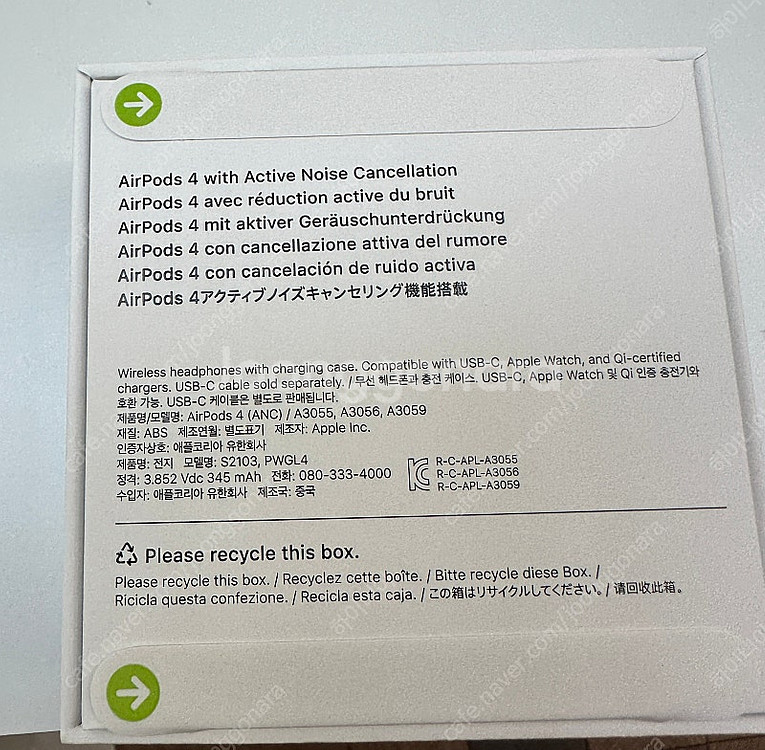 AirPods 4 with Active Noise Cancellation
AirPods 4 avec réduction active du bruit
AirPods 4 mit aktiver Geräuschunterdrückung
AirPods 4 con cancellazione attiva del rumore
AirPods 4 con cancelación de ruido activa
AirPods 4アクティブノイズキャンセリング機能搭載
Wireless headphones with charging case. Compatible with USB-C, Apple Watch, and Qi-certified
chargers. USB-C cable sold separately. / 무선 헤드폰과 충전 케이스. USB-C, Apple Watch 및 Qi 인증 충전기와
호환 가능. USB-C 케이블은 별도로 판매됩니다.
제품명/모델명: AirPods 4 (ANC) / A3055, A3056, A3059
재질: ABS 제조연월: 별도표기 제조자: Apple Inc.
인증자상호: 애플코리아 유한회사
제품명: 전지 모델명: S2103, PWGL4
정격: 3.852 Vdc 345 mAh 전화: 080-333-4000
수입자: 애플코리아 유한회사 제조국: 중국
R-C-APL-A3055
R-C-APL-A3056
R-C-APL-A3059
Please recycle this box.
Please recycle this box. / Recyclez cette boîte. / Bitte recycle diese Box. /
Ricicla questa confezione. / Recicla esta caja. / この箱はリサイクルしてください。/ 请回收此箱。
cafe.naver.com/joonggonara